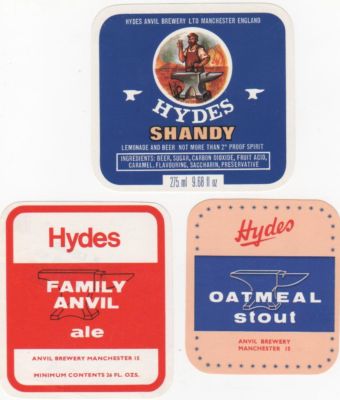 HYDES ANVIL BREWERY LTD MANCHESTER ENGLAND
HYDES
SHANDY
LEMONADE AND BEER NOT MORE THAN 2% PROOF SPIRIT
INGREDIENTS: BEER, SUGAR, CARBON DIOXIDE, FRUIT ACID,
CARAMEL, FLAVOURING, SACCHARIN, PRESERVATIVE
275 ml 9.68 fl oz
Hydes
FAMILY
ANVIL
ale
ANVIL BREWERY MANCHESTER 15
MINIMUM CONTENTS 26 FL. OZS.
Hydes
OATMEAL
stout
ANVIL BREWERY
MANCHESTER 15